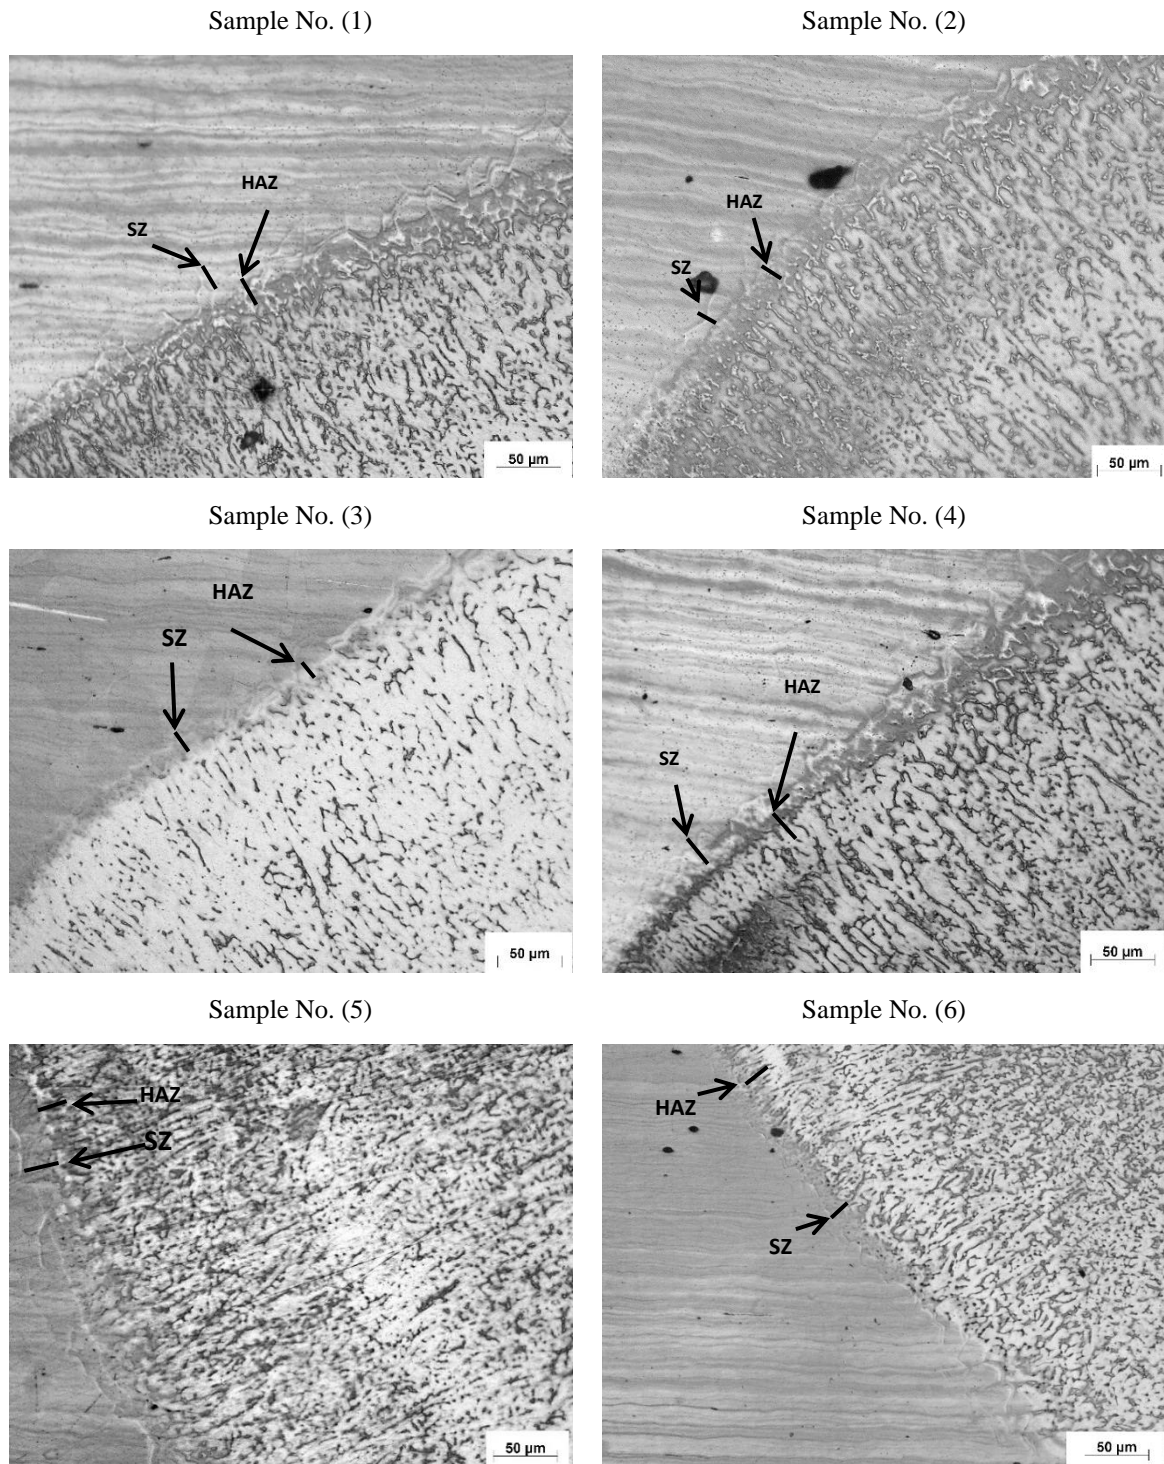 Sample No. (1)
Sample No. (2)
HAZ
SZ
50 µm
HAZ
SZ
50 µm
Sample No. (3)
Sample No. (4)
HAZ
SZ
50 µm
HAZ
SZ
50 µm
Sample No. (5)
Sample No. (6)
HAZ
SZ
50 µm
HAZ
SZ
50 µm